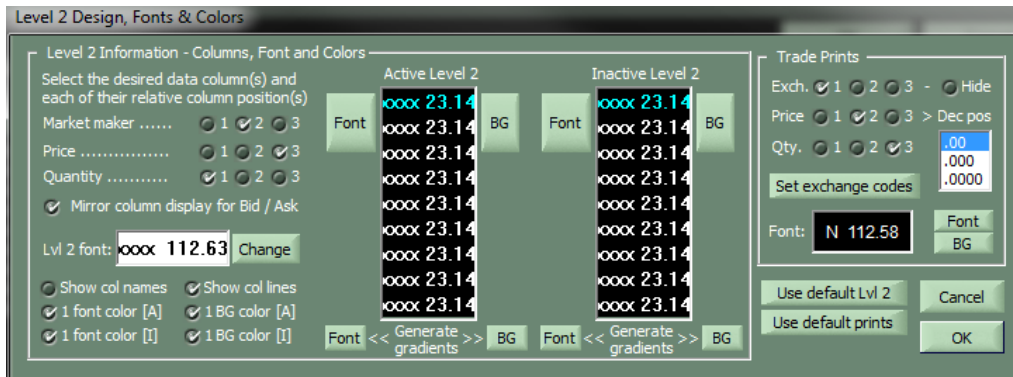 Level 2 Design, Fonts & Colors
Level 2 Information - Columns, Font and Colors
Select the desired data column(s) and
each of their relative column position(s)
Market maker ...... 1 2 3
Price ................ 1 2 3
Quantity ........... 1 2 3
Mirror column display for Bid / Ask
Lvl 2 font: xxxx 112.63 Change
Show col names Show col lines
1 font color [A] 1 BG color [A]
1 font color [I] 1 BG color [I]
Active Level 2
Font BG
xxxx 23.14
xxxx 23.14
xxxx 23.14
xxxx 23.14
xxxx 23.14
xxxx 23.14
xxxx 23.14
xxxx 23.14
xxxx 23.14
Font << Generate >> BG
gradients
Inactive Level 2
Font BG
xxxx 23.14
xxxx 23.14
xxxx 23.14
xxxx 23.14
xxxx 23.14
xxxx 23.14
xxxx 23.14
xxxx 23.14
xxxx 23.14
Font << Generate >> BG
gradients
Trade Prints
Exch. 1 2 3 - Hide
Price 1 2 3 > Dec pos
Qty. 1 2 3
.00
.000
.0000
Set exchange codes
Font: N 112.58
Font
BG
Use default Lvl 2
Use default prints
Cancel
OK